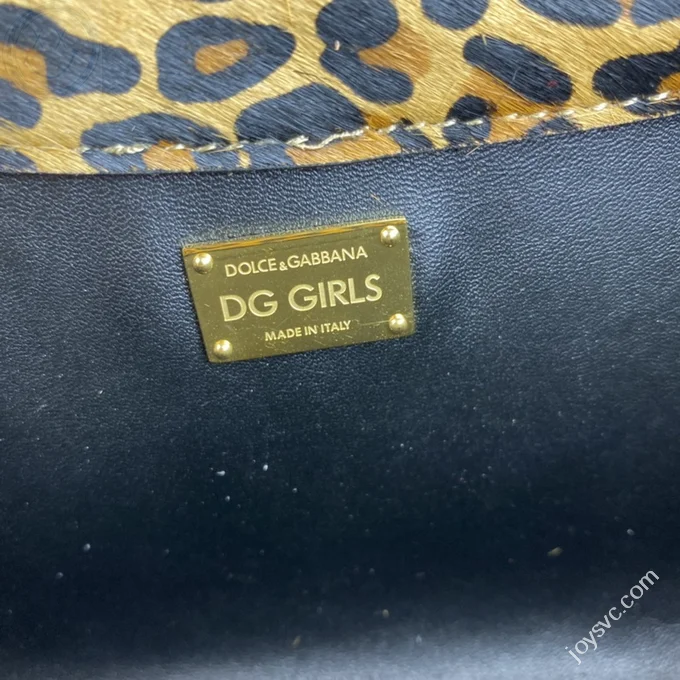 DOLCE&GABBANA
DG GIRLS
MADE IN ITALY
joysvc.com